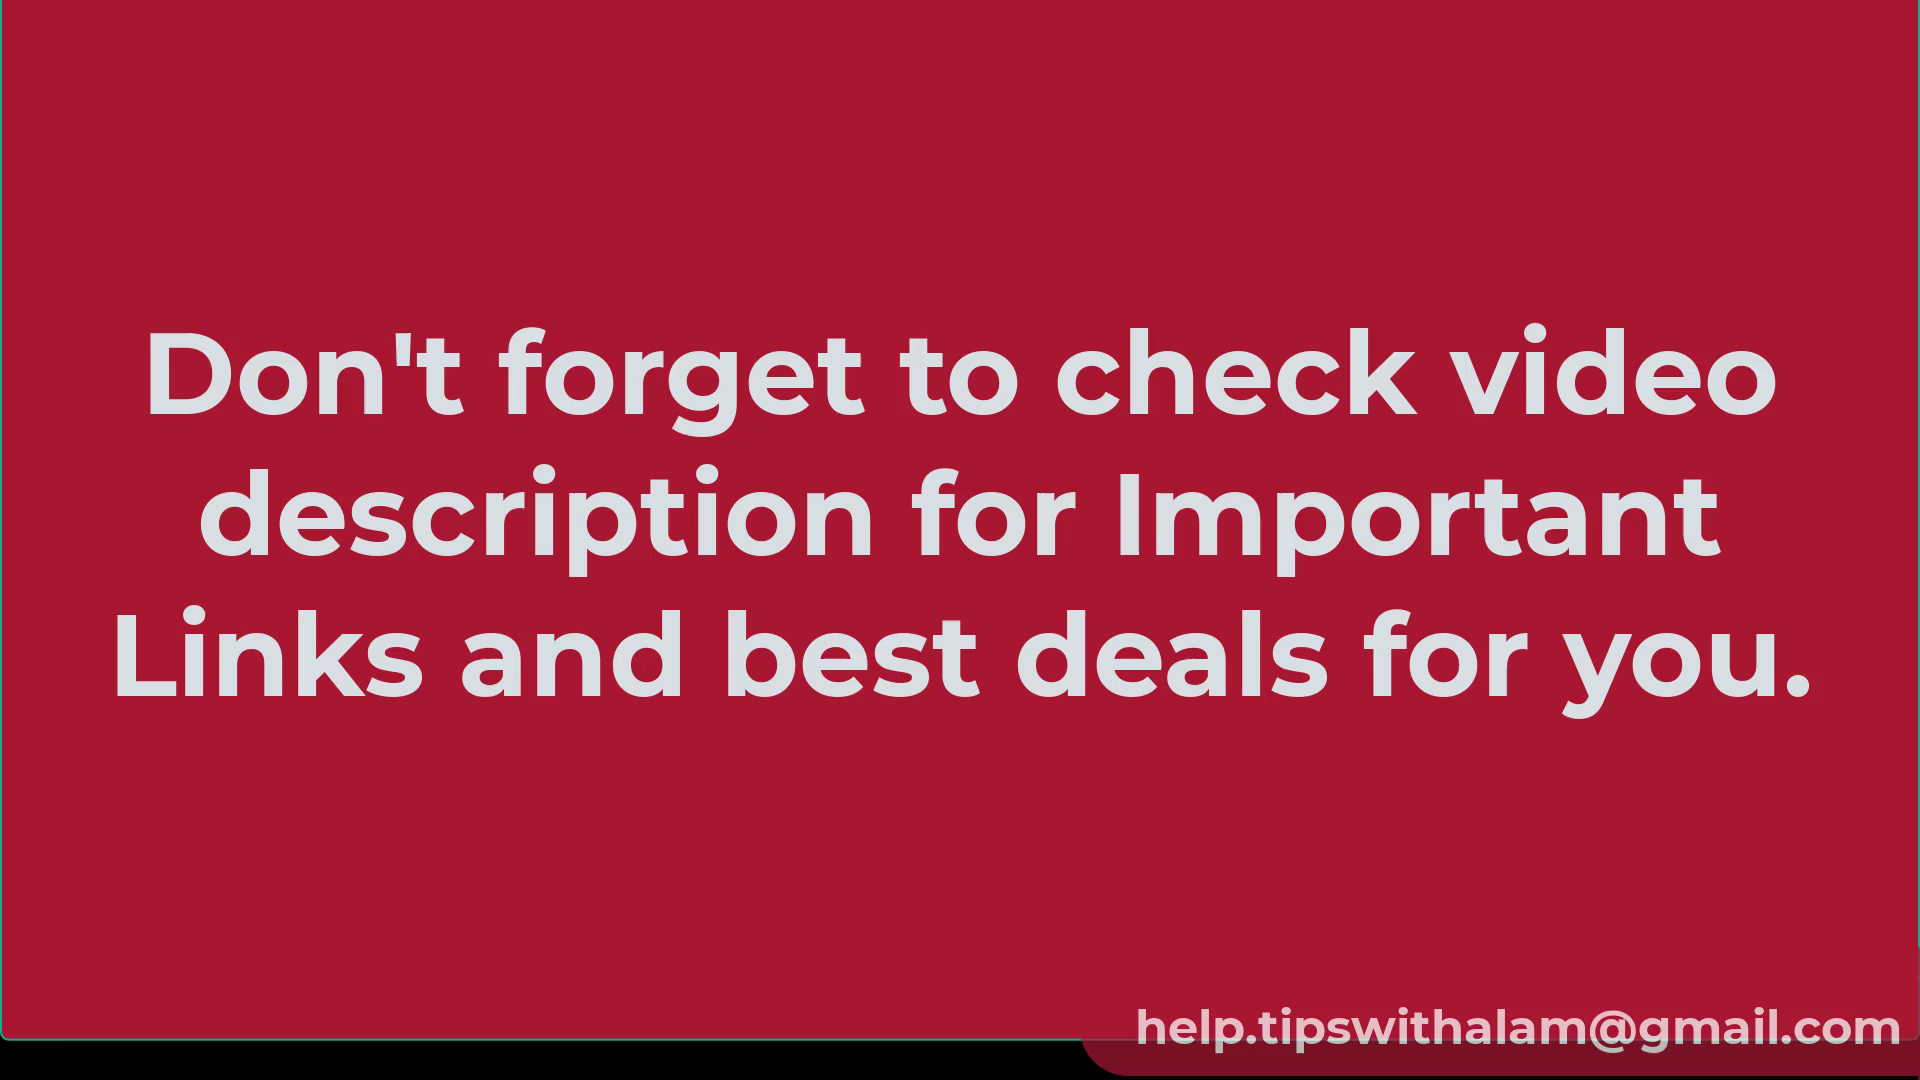 Don't forget to check video
description for Important
Links and best deals for you.
help.tipswithalam@gmail.com